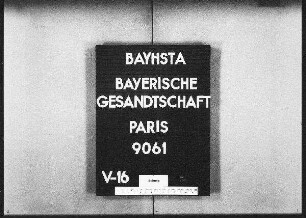 BAYHSTA
BAYERISCHE
GESANDTSCHAFT
PARIS
9061
V-16